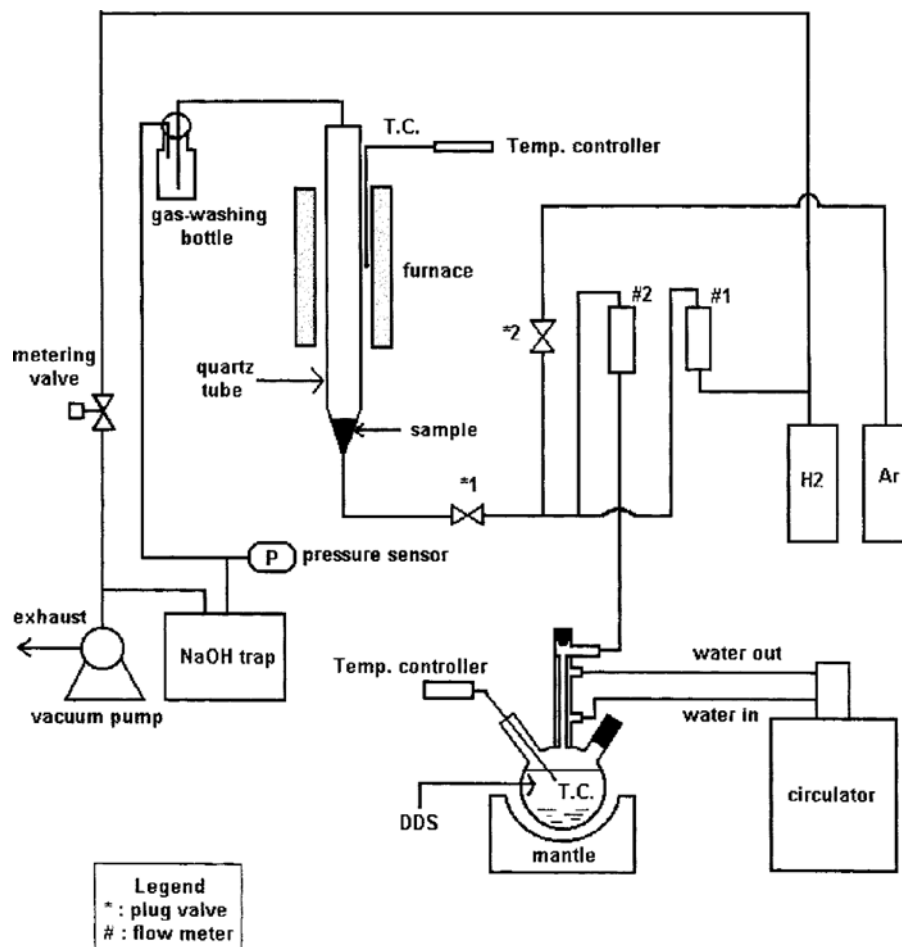 T.C.
Temp. controller
gas-washing
bottle
furnace
#2
#1
*2
metering
valve
quartz
tube
sample
*1
H2
Ar
P
pressure sensor
exhaust
NaOH trap
vacuum pump
Temp. controller
water out
water in
T.C.
DDS
circulator
mantle
Legend
* : plug valve
# : flow meter